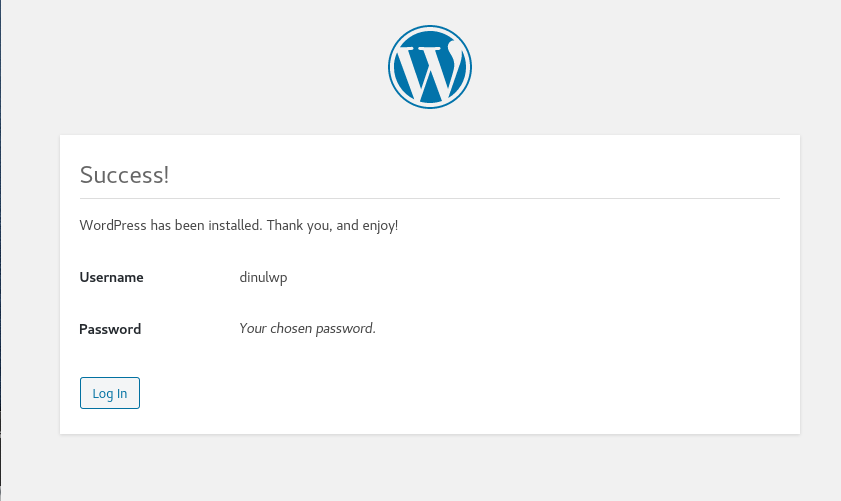 Success!
WordPress has been installed. Thank you, and enjoy!
Username dinulwp
Password Your chosen password.
Log In